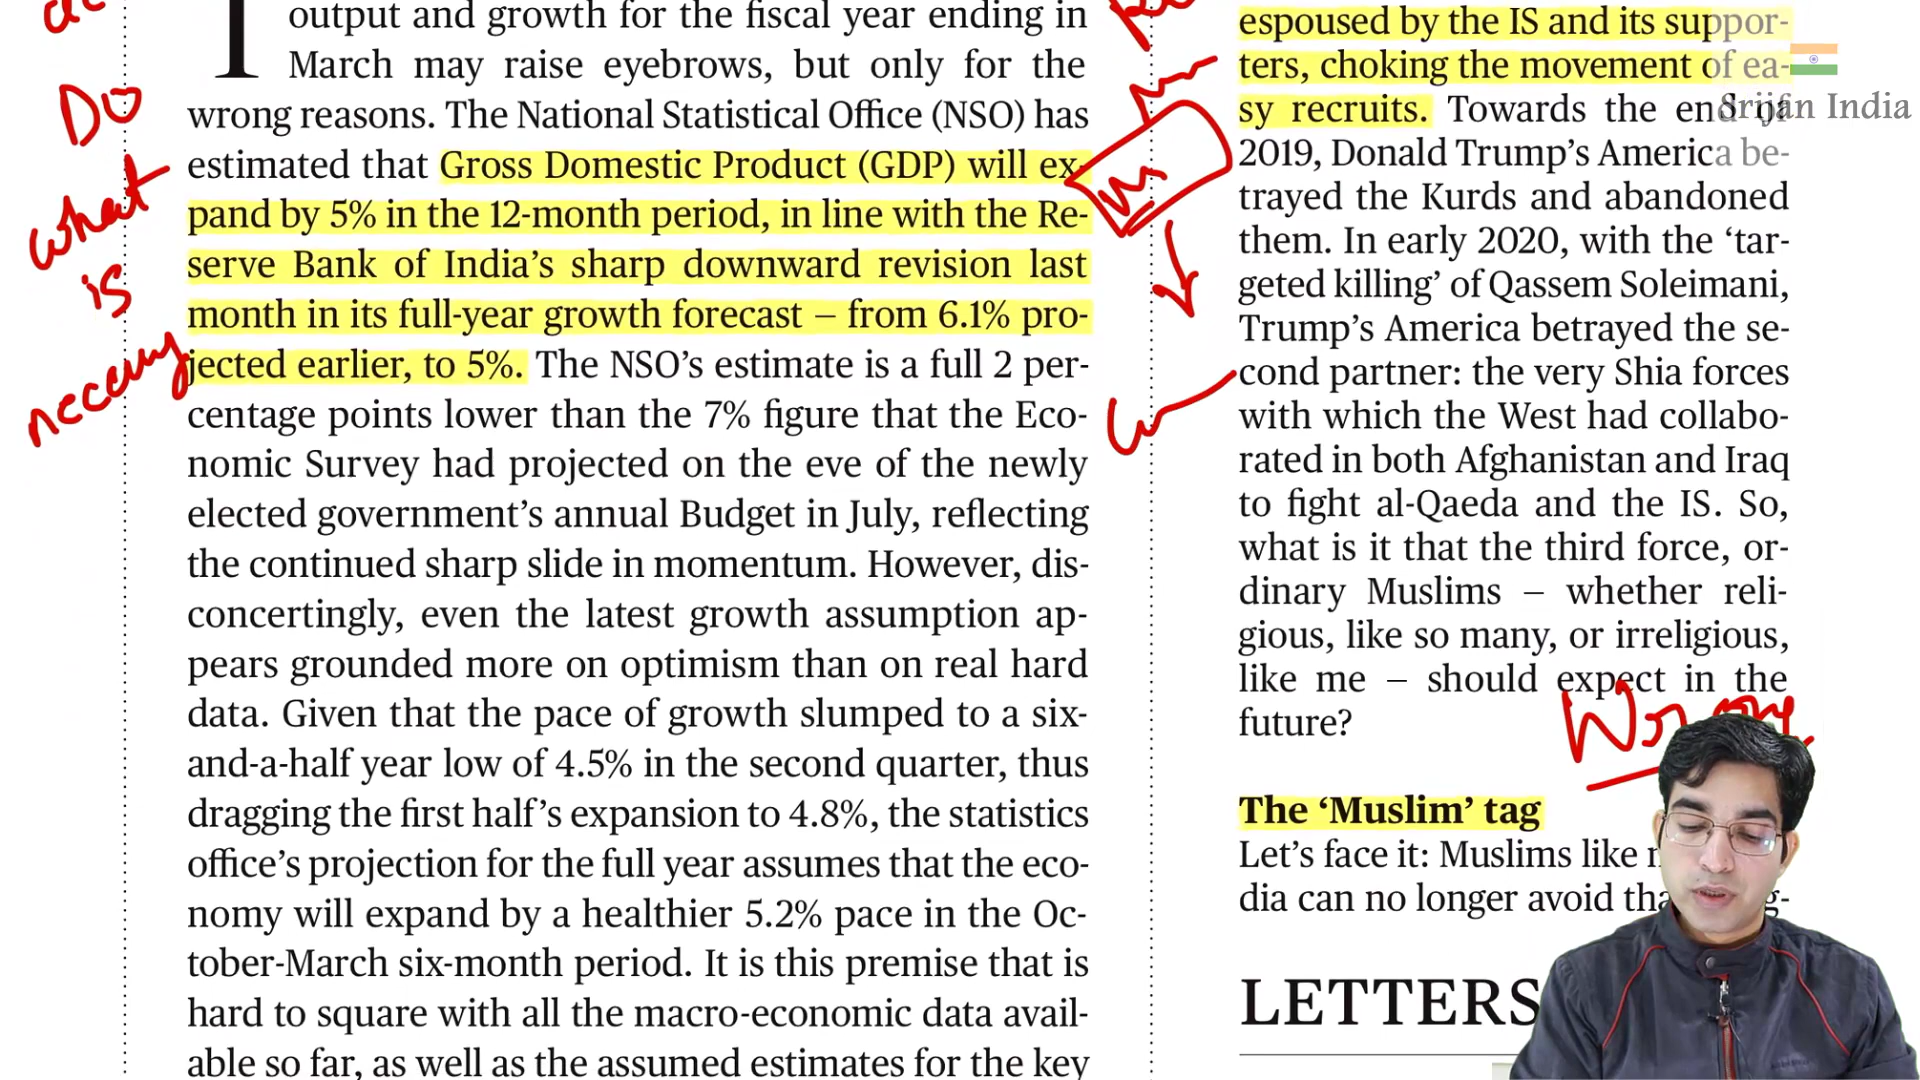 output and growth for the fiscal year ending in
March may raise eyebrows, but only for the
wrong reasons. The National Statistical Office (NSO) has
estimated that Gross Domestic Product (GDP) will ex-
pand by 5% in the 12-month period, in line with the Re-
serve Bank of India’s sharp downward revision last
month in its full-year growth forecast – from 6.1% pro-
jected earlier, to 5%. The NSO’s estimate is a full 2 per-
centage points lower than the 7% figure that the Eco-
nomic Survey had projected on the eve of the newly
elected government’s annual Budget in July, reflecting
the continued sharp slide in momentum. However, dis-
concertingly, even the latest growth assumption ap-
pears grounded more on optimism than on real hard
data. Given that the pace of growth slumped to a six-
and-a-half year low of 4.5% in the second quarter, thus
dragging the first half’s expansion to 4.8%, the statistics
office’s projection for the full year assumes that the eco-
nomy will expand by a healthier 5.2% pace in the Oc-
tober-March six-month period. It is this premise that is
hard to square with all the macro-economic data avail-
able so far, as well as the assumed estimates for the key
Do
what
is
espoused by the IS and its suppor-
ters, choking the movement of ea-
sy recruits. Towards the end of
2019, Donald Trump’s America be-
trayed the Kurds and abandoned
them. In early 2020, with the ‘tar-
geted killing’ of Qassem Soleimani,
Trump’s America betrayed the se-
cond partner: the very Shia forces
with which the West had collabo-
rated in both Afghanistan and Iraq
to fight al-Qaeda and the IS. So,
what is it that the third force, or-
dinary Muslims – whether reli-
gious, like so many, or irreligious,
like me – should expect in the
future?
The ‘Muslim’ tag
Let’s face it: Muslims like
dia can no longer avoid
LETTERS
Srijan India